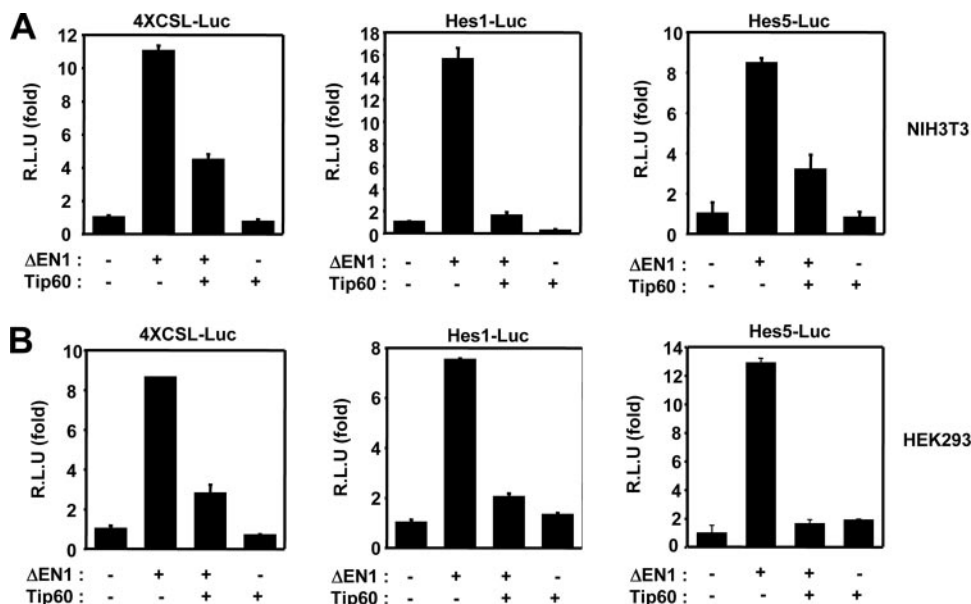 A
4XCSL-Luc
R.L.U (fold)
12
10
8
6
4
2
0
ΔEN1 : - + + -
Tip60 : - - + +
Hes1-Luc
R.L.U (fold)
18
16
14
12
10
8
6
4
2
0
ΔEN1 : - + + -
Tip60 : - - + +
Hes5-Luc
R.L.U (fold)
10
8
6
4
2
0
ΔEN1 : - + + -
Tip60 : - - + +
NIH3T3
B
4XCSL-Luc
R.L.U (fold)
10
8
6
4
2
0
ΔEN1 : - + + -
Tip60 : - - + +
Hes1-Luc
R.L.U (fold)
8
6
4
2
0
ΔEN1 : - + + -
Tip60 : - - + +
Hes5-Luc
R.L.U (fold)
14
12
10
8
6
4
2
0
ΔEN1 : - + + -
Tip60 : - - + +
HEK293